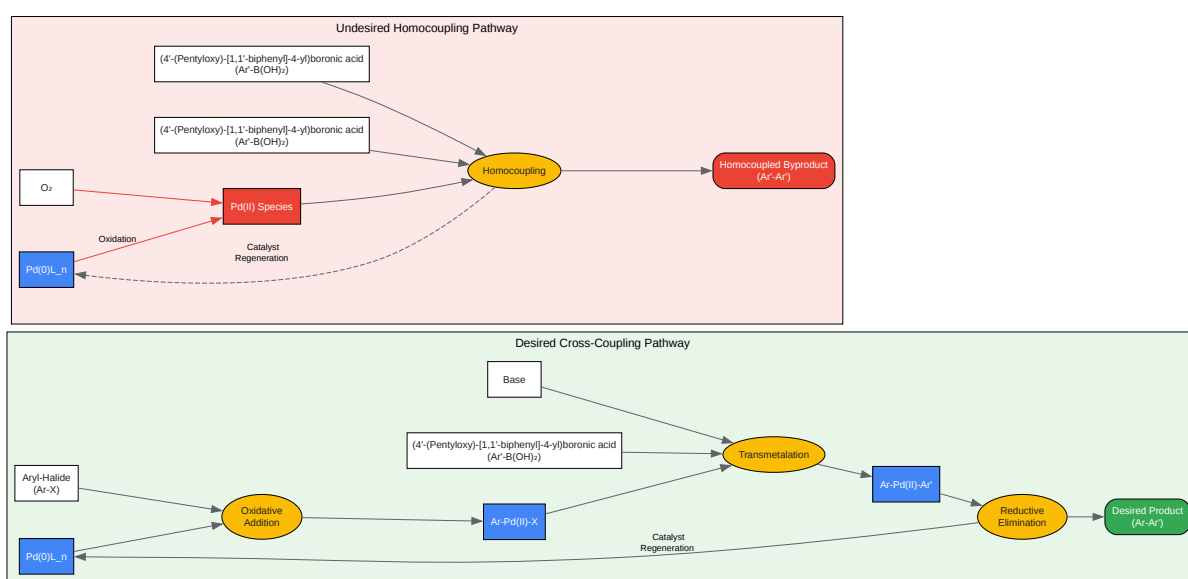 Undesired Homocoupling Pathway
(4'-(Pentyloxy)-[1,1'-biphenyl]-4-yl)boronic acid
(Ar'-B(OH)₂)
(4'-(Pentyloxy)-[1,1'-biphenyl]-4-yl)boronic acid
(Ar'-B(OH)₂)
Homocoupling
Homocoupled Byproduct
(Ar'-Ar')
O₂
Pd(II) Species
Oxidation
Catalyst
Regeneration
Pd(0)L_n
Desired Cross-Coupling Pathway
Base
(4'-(Pentyloxy)-[1,1'-biphenyl]-4-yl)boronic acid
(Ar'-B(OH)₂)
Transmetalation
Aryl-Halide
(Ar-X)
Ar-Pd(II)-Ar'
Oxidative
Addition
Ar-Pd(II)-X
Reductive
Elimination
Desired Product
(Ar-Ar')
Catalyst
Regeneration
Pd(0)L_n